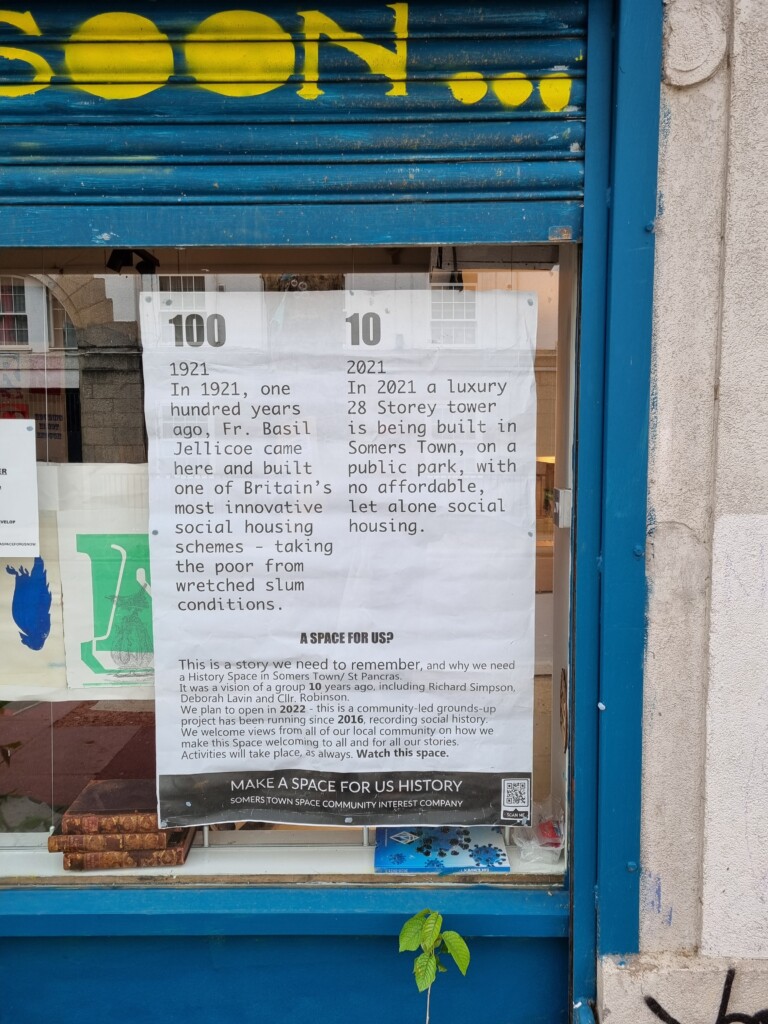 SOON...
100
1921
In 1921, one
hundred years
ago, Fr. Basil
Jellicoe came
here and built
one of Britain's
most innovative
social housing
schemes - taking
the poor from
wretched slum
conditions.
10
2021
In 2021 a luxury
28 Storey tower
is being built in
Somers Town, on a
public park, with
no affordable,
let alone social
housing.
A SPACE FOR US?
This is a story we need to remember, and why we need
a History Space in Somers Town/ St Pancras.
It was a vision of a group 10 years ago, including Richard Simpson,
Deborah Lavin and Cllr, Robinson.
We plan to open in 2022 - this is a community-led grounds-up
project has been running since 2016, recording social history.
We welcome views from all of our local community on how we
make this Space welcoming to all and for all our stories.
Activities will take place, as always. Watch this space.
MAKE A SPACE FOR US HISTORY
SOMERS TOWN SPACE COMMUNITY INTEREST COMPANY
SCAN ME